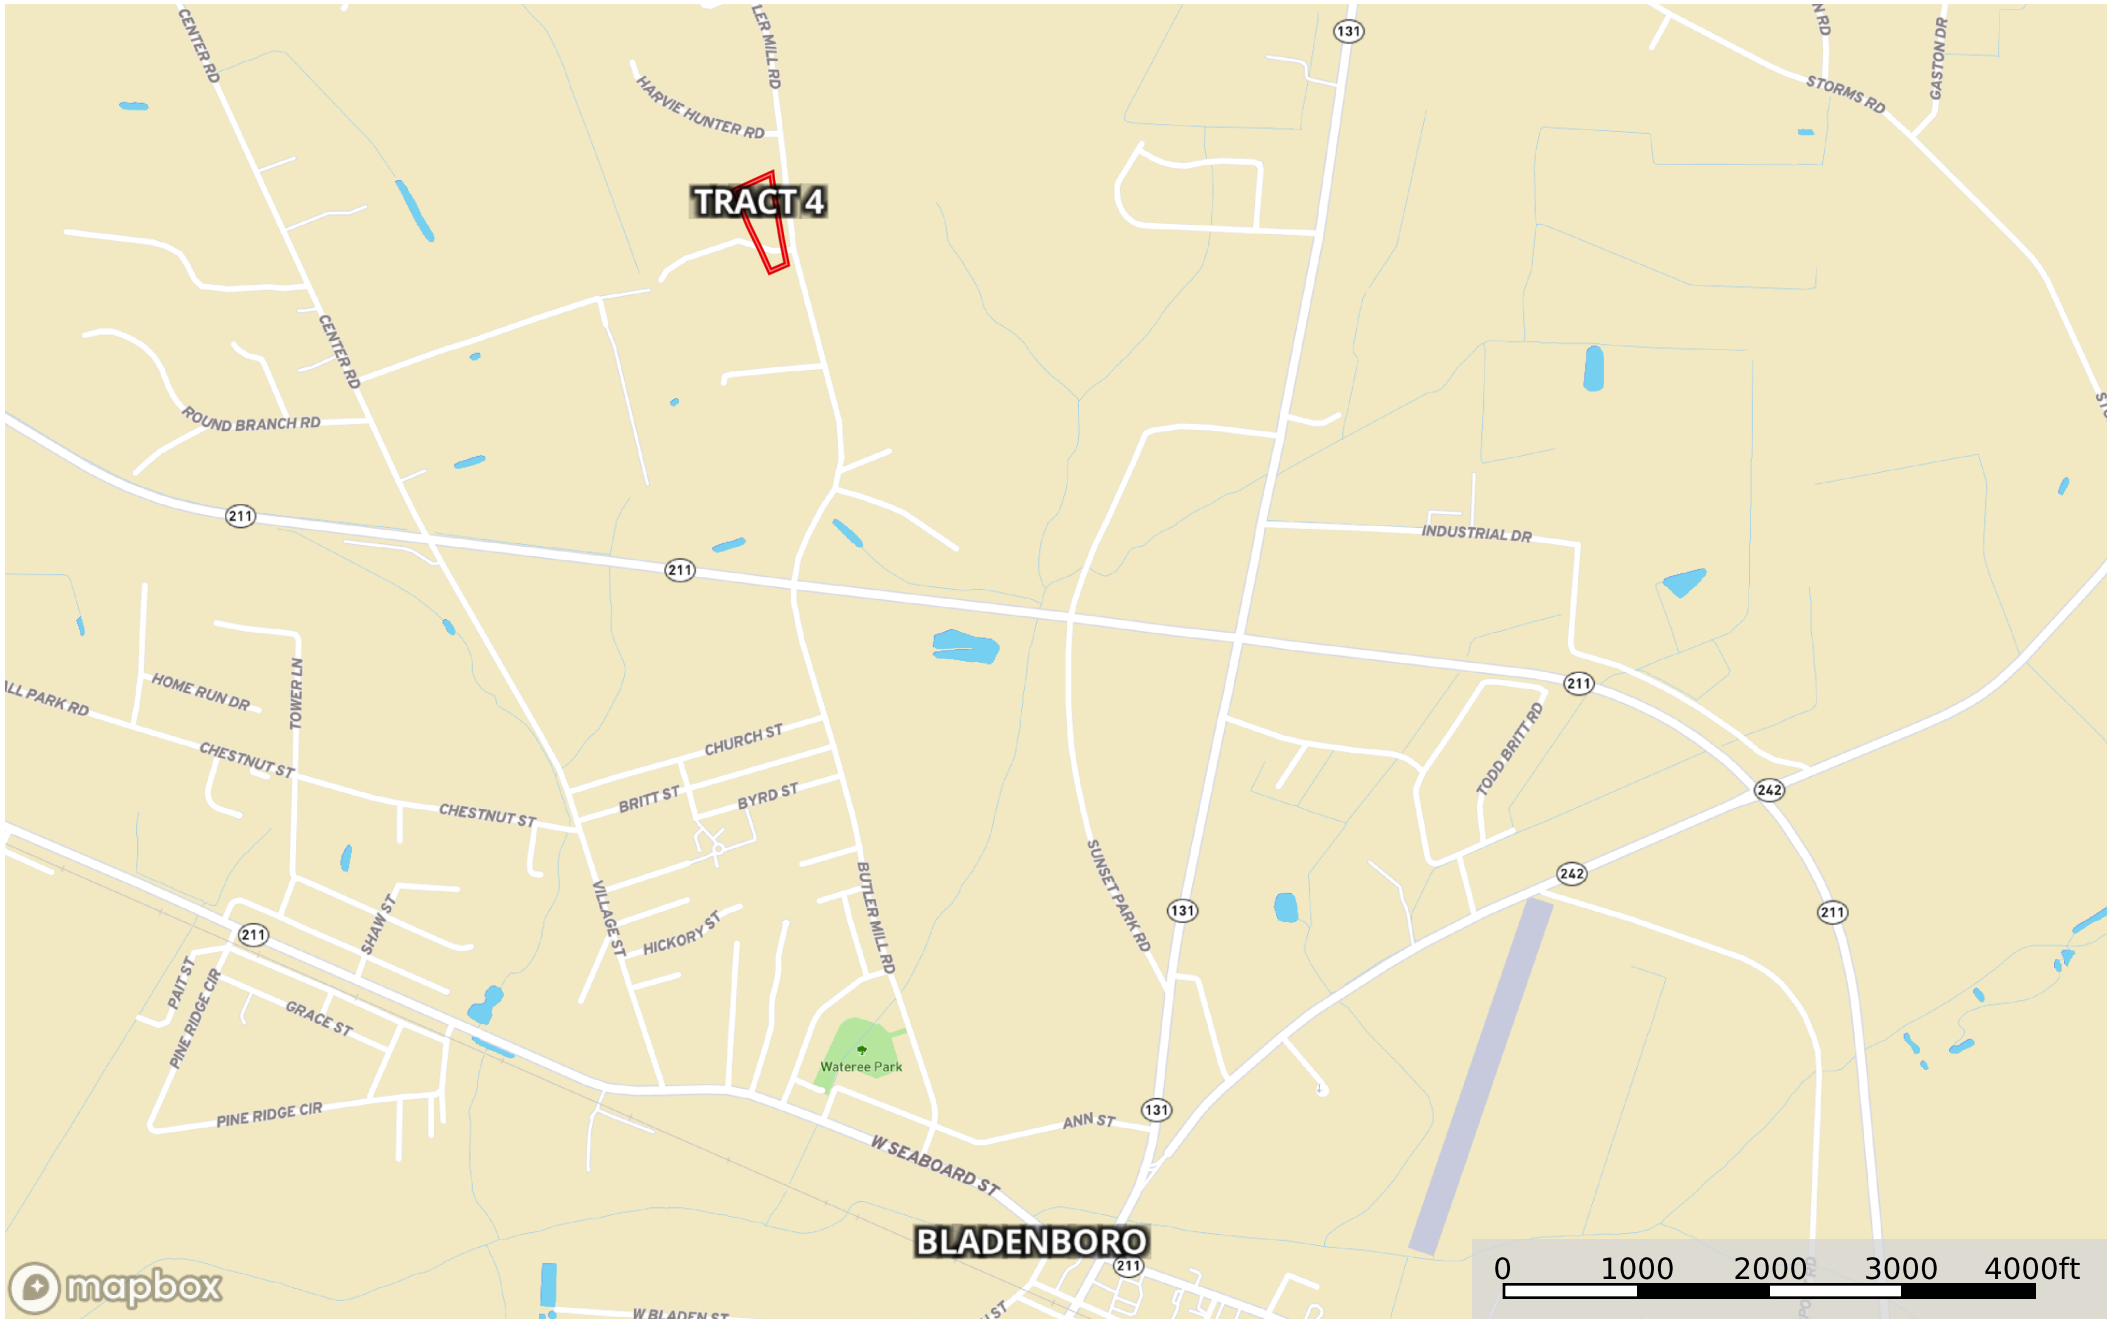 CENTER RD
LER MILL RD
131
N RD
GASTON DR
STORMS RD
HARVIE HUNTER RD
TRACT 4
CENTER RD
ROUND BRANCH RD
211
211
INDUSTRIAL DR
HOME RUN DR
TOWER LN
ALL PARK RD
CHESTNUT ST
CHURCH ST
211
TODD BRITT RD
BRITT ST
BYRD ST
242
CHESTNUT ST
242
SUNSET PARK RD
BUTLER MILL RD
VILLAGE ST
HICKORY ST
SHAW ST
131
211
211
PAIT ST
PINE RIDGE CIR
GRACE ST
Wateree Park
PINE RIDGE CIR
131
ANN ST
W SEABOARD ST
BLADENBORO
211
mapbox
W BLADEN ST
0 1000 2000 3000 4000ft